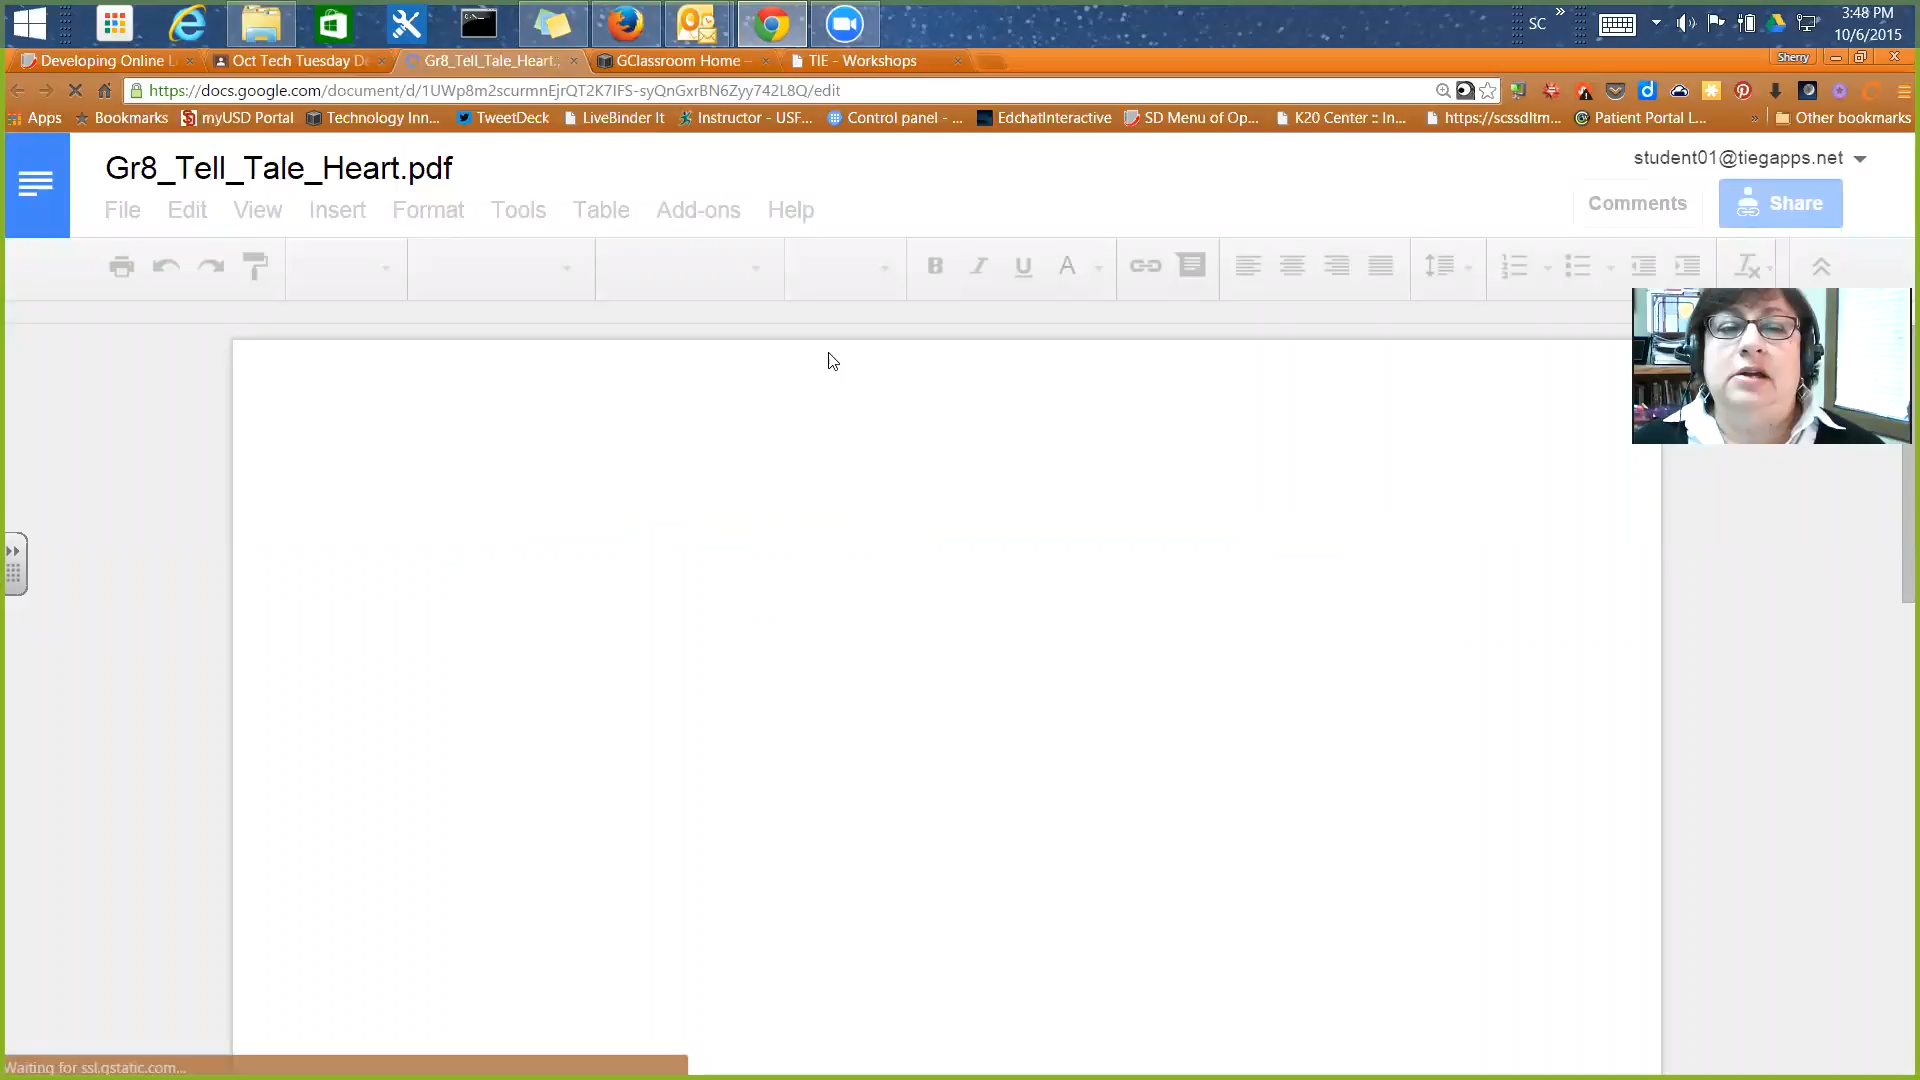 SC
3:48 PM
10/6/2015
Developing Online L
Oct Tech Tuesday D
Gr8_Tell_Tale_Heart.
GClassroom Home –
TIE - Workshops
Sherry
https://docs.google.com/document/d/1UWp8m2scurmnEjrQT2K7IFS-syQnGxrBN6Zyy742L8Q/edit
Apps
Bookmarks
myUSD Portal
Technology Inn...
TweetDeck
LiveBinder It
Instructor - USF...
Control panel - ...
EdchatInteractive
SD Menu of Op...
K20 Center :: In...
https://scssdltm...
Patient Portal L...
Other bookmarks
Gr8_Tell_Tale_Heart.pdf
student01@tiegapps.net
File Edit View Insert Format Tools Table Add-ons Help
Comments
Share
B I U A
Waiting for ssl.gstatic.com...